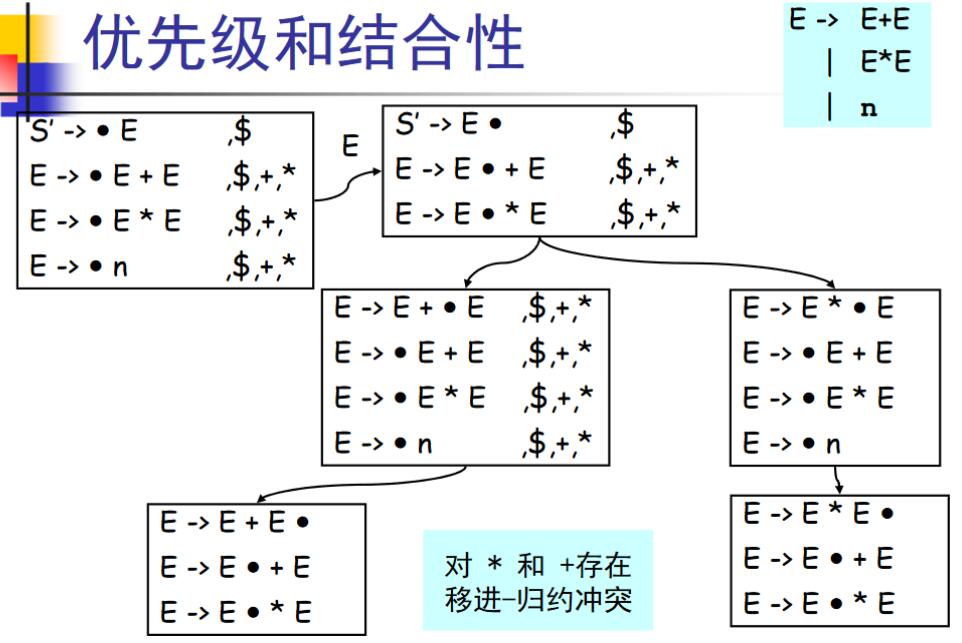 优先级和结合性
E -> E+E
| E*E
| n
S' -> • E ,$
E -> • E + E ,$,+,*
E -> • E * E ,$,+,*
E -> • n ,$,+,*
E
S' -> E • ,$
E -> E • + E ,$,+,*
E -> E • * E ,$,+,*
E -> E + • E ,$,+,*
E -> • E + E ,$,+,*
E -> • E * E ,$,+,*
E -> • n ,$,+,*
E -> E * • E
E -> • E + E
E -> • E * E
E -> • n
E -> E + E •
E -> E • + E
E -> E • * E
对 * 和 +存在
移进-归约冲突
E -> E * E •
E -> E • + E
E -> E • * E